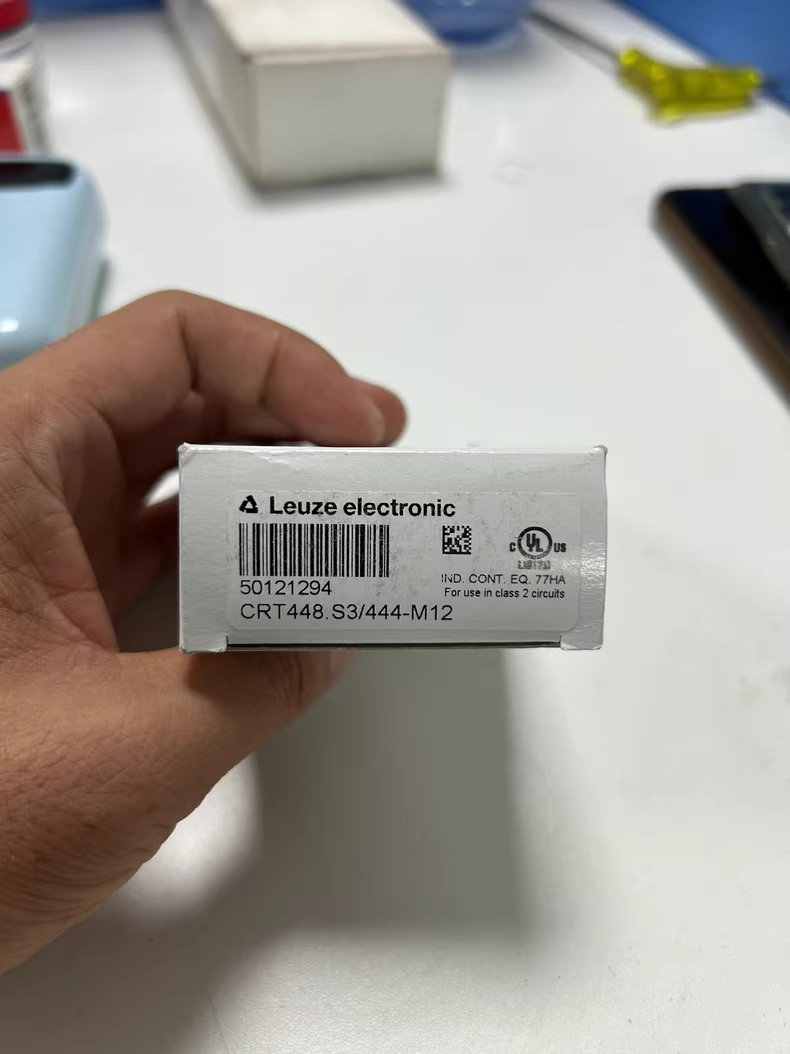 Leuze electronic
50121294
CRT448.S3/444-M12
C UL US
LISTED
IND. CONT. EQ. 77HA
For use in class 2 circuits